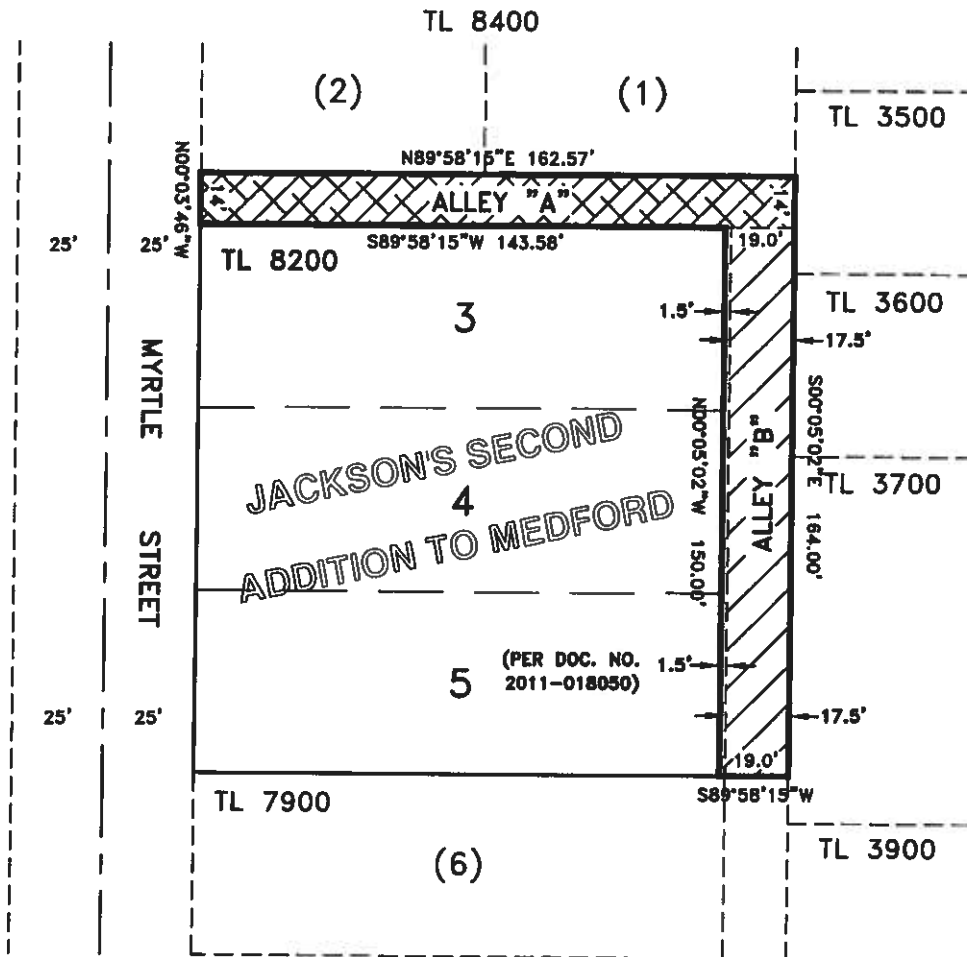 TL 8400
(2)
(1)
TL 3500
N89°58'15"E 162.57'
N00°03'46"W
14'
ALLEY "A"
14'
S89°58'15"W 143.58'
19.0'
25'
25'
TL 8200
TL 3600
3
1.5'
17.5'
MYRTLE STREET
JACKSON'S SECOND
4
ADDITION TO MEDFORD
N00°05'02"W 150.00'
ALLEY "B"
S00°05'02"E 164.00'
TL 3700
(PER DOC. NO.
2011-018050)
1.5'
5
25'
25'
17.5'
19.0'
S89°58'15"W
TL 7900
TL 3900
(6)